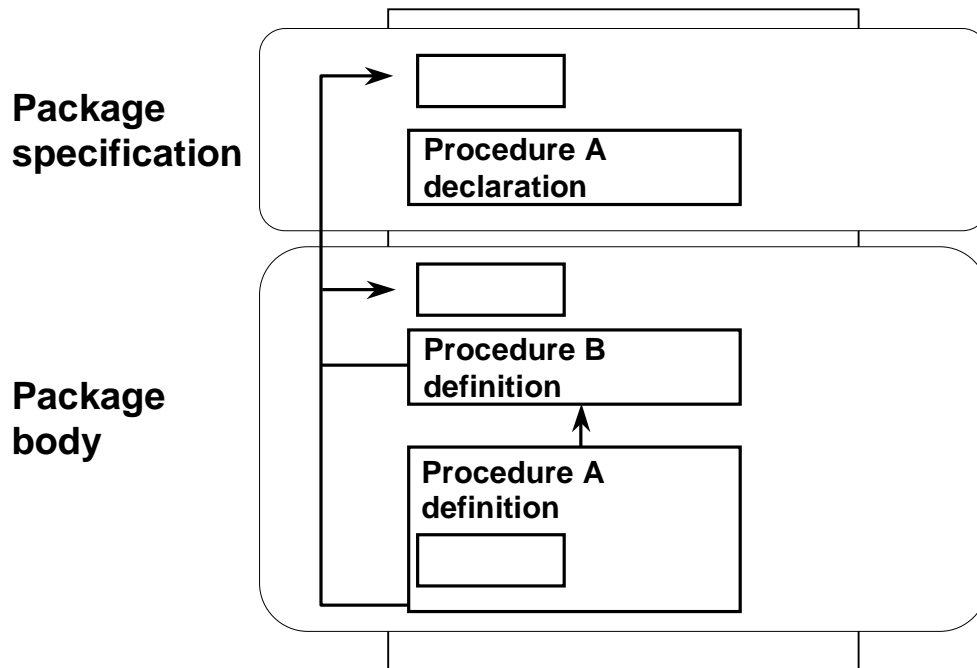 Package
specification
Procedure A
declaration
Package
body
Procedure B
definition
Procedure A
definition